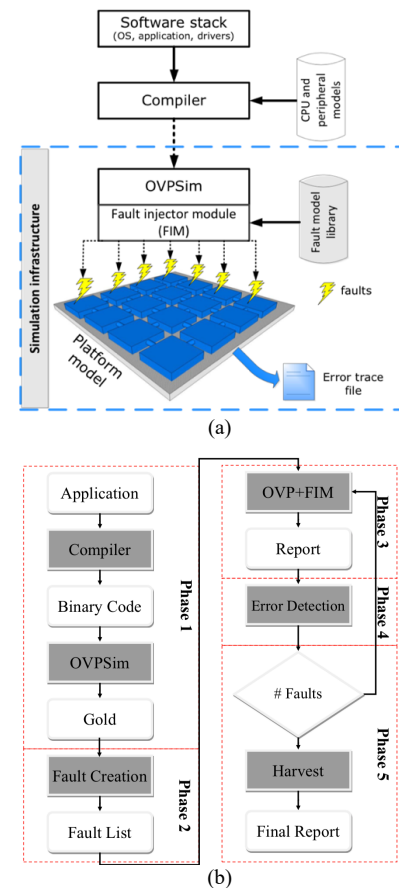 Software stack
(OS, application, drivers)
Compiler
CPU and
peripheral
models
Simulation infrastructure
OVPSim
Fault injector module
(FIM)
Fault model
library
faults
Platform
model
Error trace
file
(a)
Application
Compiler
Binary Code
OVPSim
Gold
Phase 1
Fault Creation
Fault List
Phase 2
OVP+FIM
Report
Phase 3
Error Detection
Phase 4
# Faults
Harvest
Final Report
Phase 5
(b)